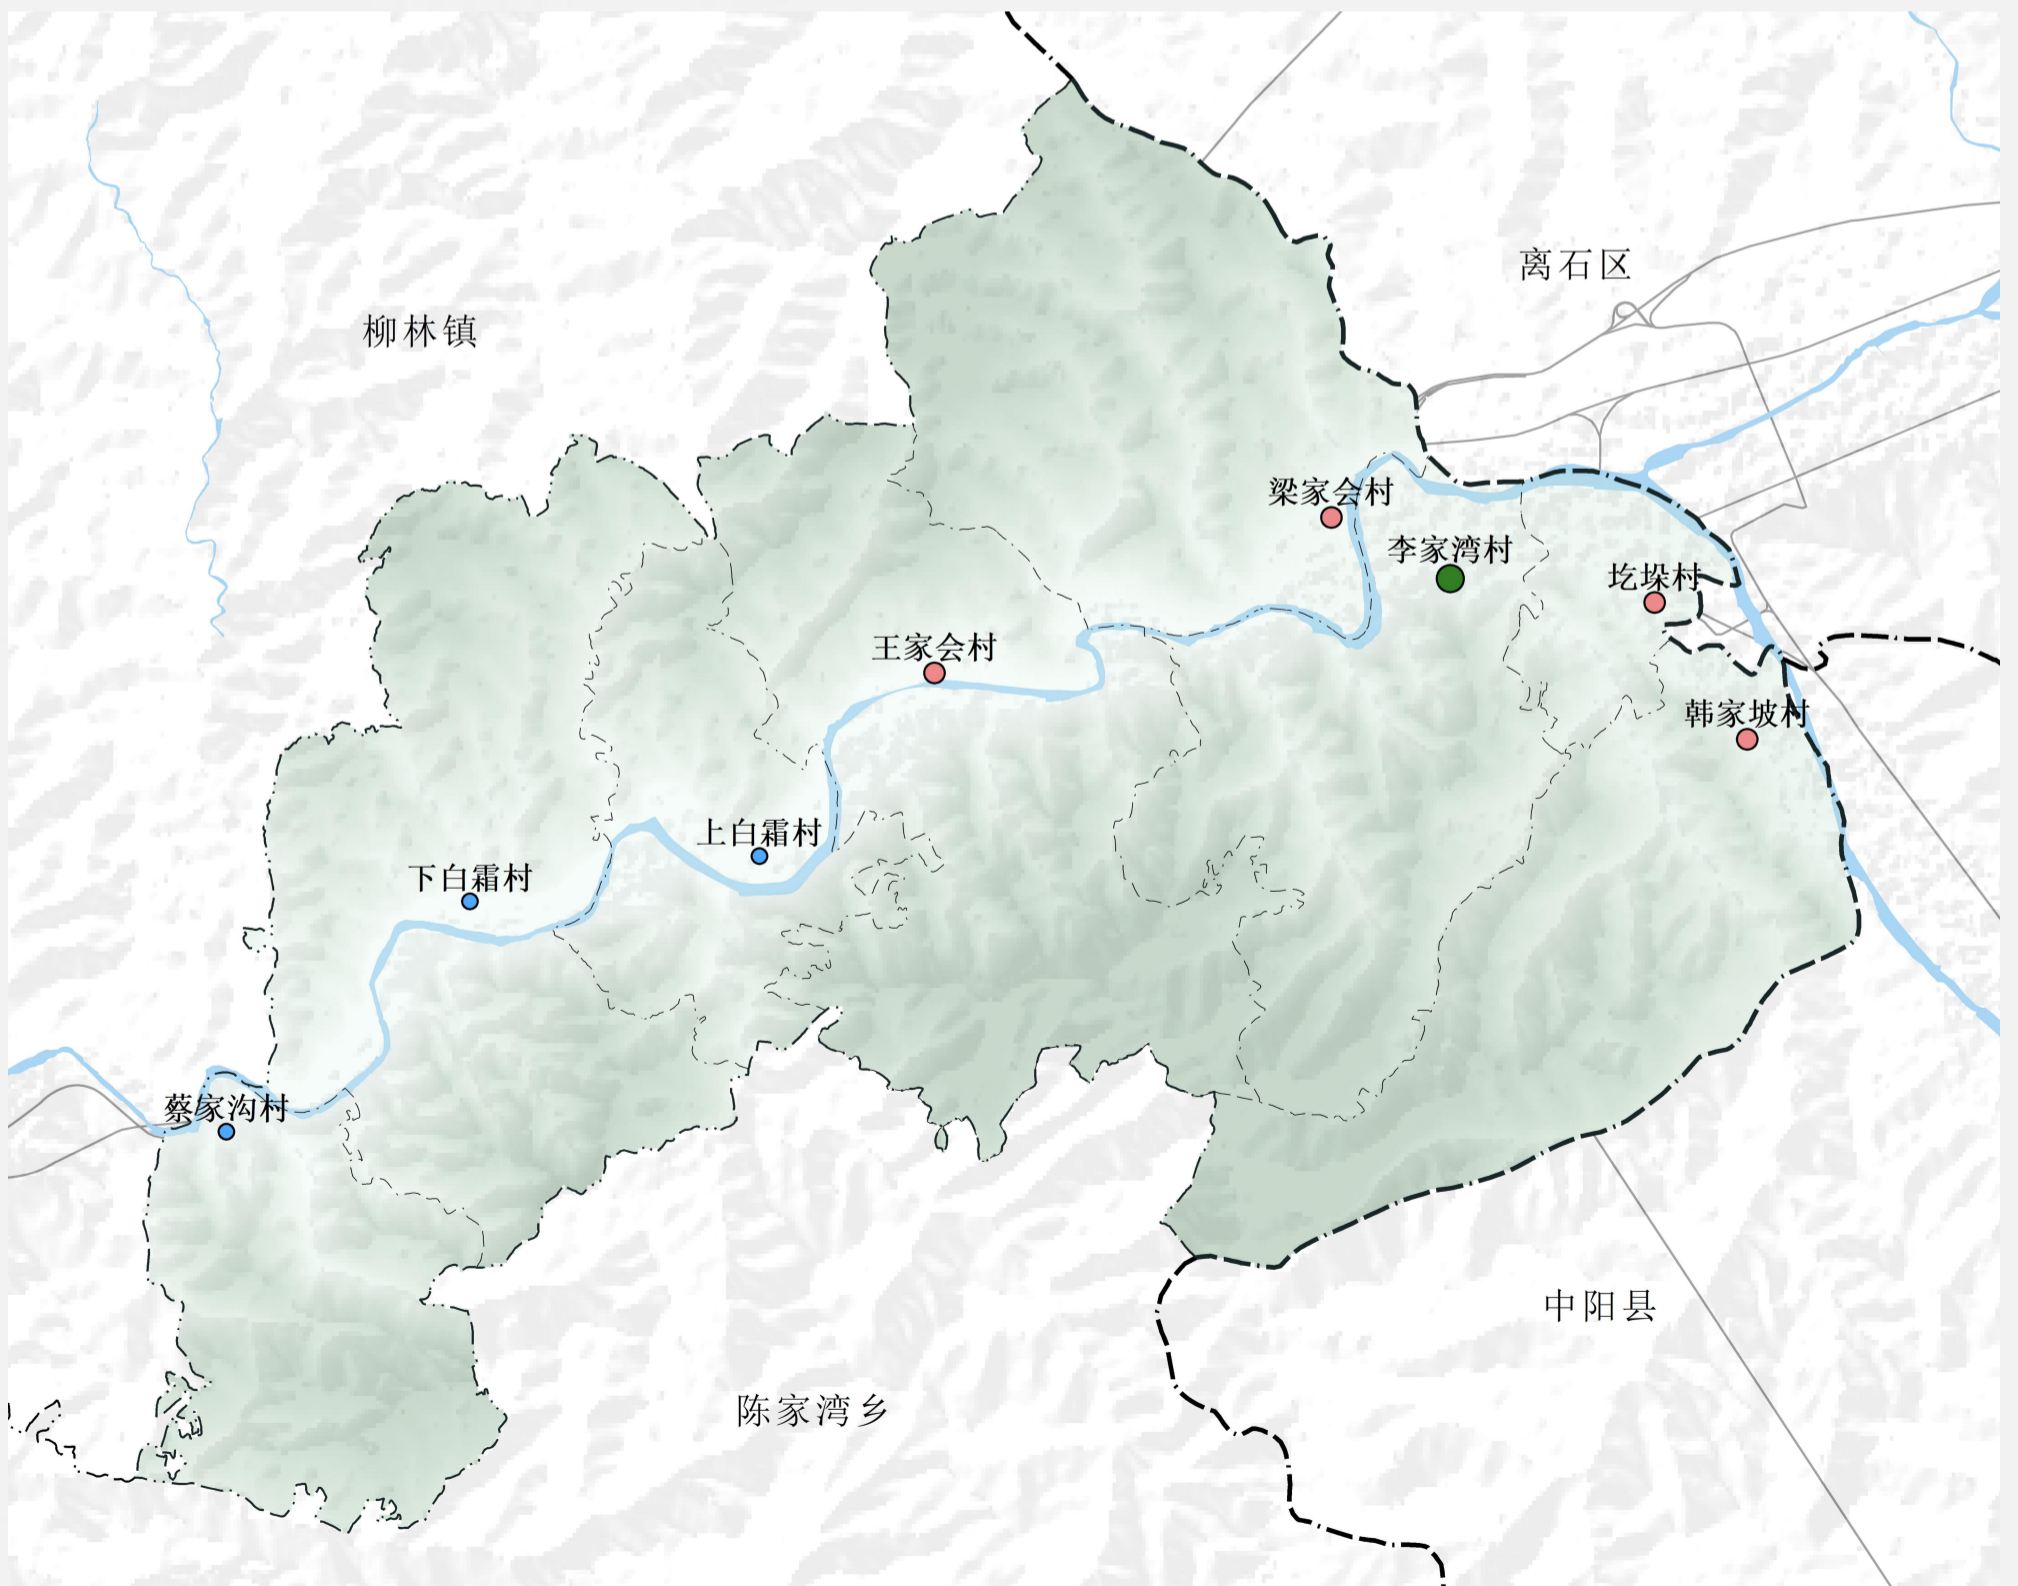 离石区
柳林镇
梁家会村
李家湾村
圪垛村
王家会村
韩家坡村
上白霜村
下白霜村
蔡家沟村
中阳县
陈家湾乡